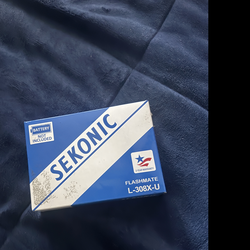 BATTERY
NOT
INCLUDED
SEKONIC
FLASHMATE
L-308X-U